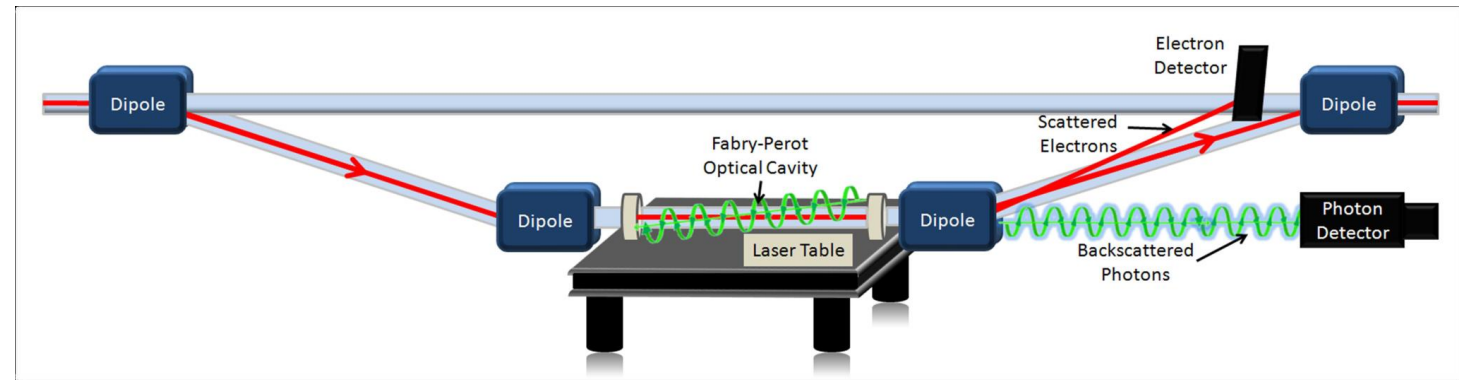 Electron
Detector
Dipole
Dipole
Scattered
Electrons
Fabry-Perot
Optical Cavity
Dipole
Dipole
Photon
Detector
Laser Table
Backscattered
Photons